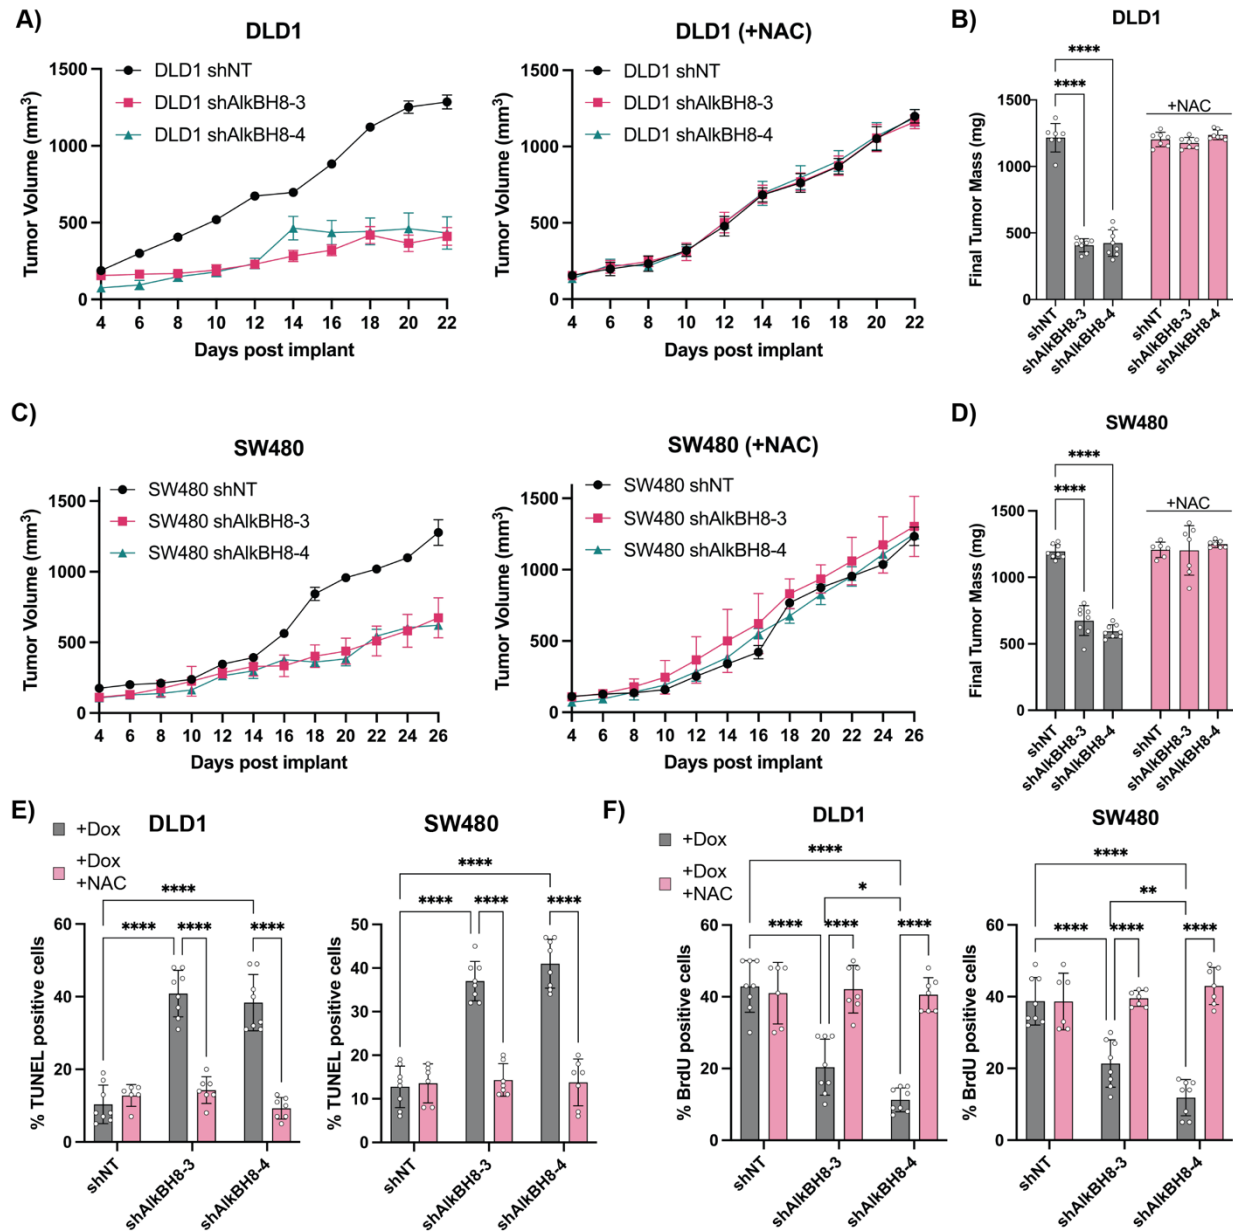 A)
DLD1
DLD1 shNT
DLD1 shAlkBH8-3
DLD1 shAlkBH8-4
Tumor Volume (mm³)
1500
1000
500
0
4 6 8 10 12 14 16 18 20 22
Days post implant
DLD1 (+NAC)
DLD1 shNT
DLD1 shAlkBH8-3
DLD1 shAlkBH8-4
Tumor Volume (mm³)
1500
1000
500
0
4 6 8 10 12 14 16 18 20 22
Days post implant
B)
DLD1
****
****
+NAC
Final Tumor Mass (mg)
1500
1000
500
0
shNT
shAlkBH8-3
shAlkBH8-4
shNT
shAlkBH8-3
shAlkBH8-4
C)
SW480
SW480 shNT
SW480 shAlkBH8-3
SW480 shAlkBH8-4
Tumor Volume (mm³)
1500
1000
500
0
4 6 8 10 12 14 16 18 20 22 24 26
Days post implant
SW480 (+NAC)
SW480 shNT
SW480 shAlkBH8-3
SW480 shAlkBH8-4
Tumor Volume (mm³)
1500
1000
500
0
4 6 8 10 12 14 16 18 20 22 24 26
Days post implant
D)
SW480
****
****
+NAC
Final Tumor Mass (mg)
1500
1000
500
0
shNT
shAlkBH8-3
shAlkBH8-4
shNT
shAlkBH8-3
shAlkBH8-4
E)
+Dox
+Dox
+NAC
DLD1
****
**** **** ****
% TUNEL positive cells
60
40
20
0
shNT
shAlkBH8-3
shAlkBH8-4
SW480
****
**** **** ****
% TUNEL positive cells
50
40
30
20
10
0
shNT
shAlkBH8-3
shAlkBH8-4
F)
+Dox
+Dox
+NAC
DLD1
****
*
**** **** ****
% BrdU positive cells
60
40
20
0
shNT
shAlkBH8-3
shAlkBH8-4
SW480
****
**
**** **** ****
% BrdU positive cells
60
40
20
0
shNT
shAlkBH8-3
shAlkBH8-4